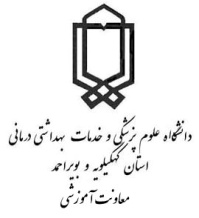 دانشگاه علوم پزشکی و خدمات بهداشتی درمانی
استان کهگیلویه و بویراحمد
معاونت آموزشی